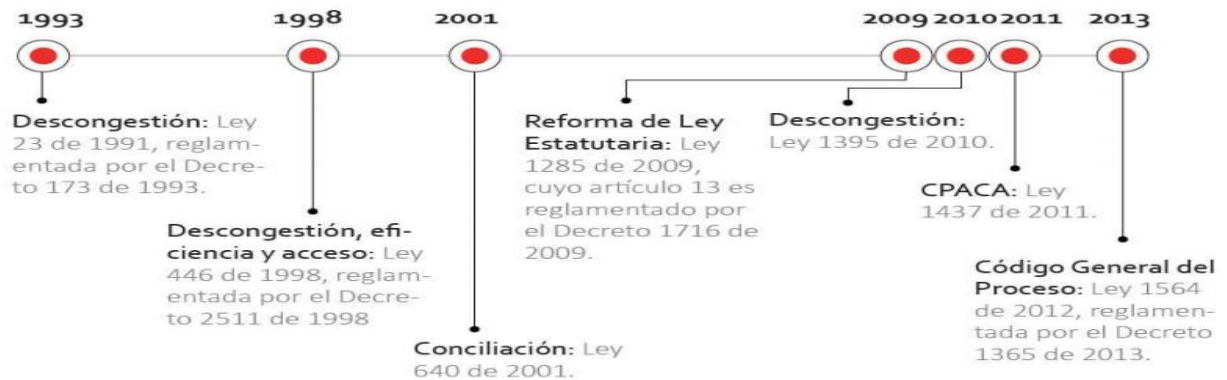 1993
1998
2001
2009
2010
2011
2013
Descongestión: Ley
23 de 1991, reglam-
entada por el Decre-
to 173 de 1993.
Descongestión, efi-
ciencia y acceso: Ley
446 de 1998, reglam-
entada por el Decre-
to 2511 de 1998
Conciliación: Ley
640 de 2001.
Reforma de Ley
Estatutaria: Ley
1285 de 2009,
cuyo artículo 13 es
reglamentado por
el Decreto 1716 de
2009.
Descongestión:
Ley 1395 de 2010.
CPACA: Ley
1437 de 2011.
Código General del
Proceso: Ley 1564
de 2012, reglamen-
tada por el Decreto
1365 de 2013.